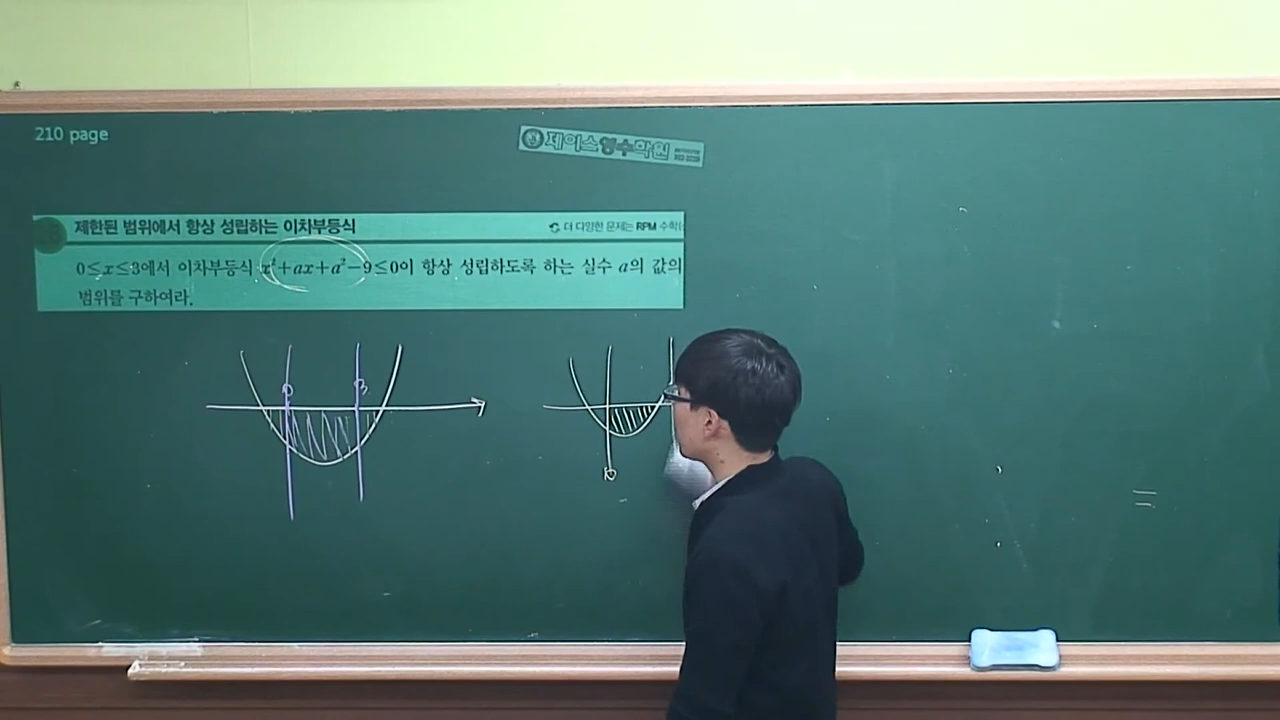 210 page
제이스영수학원
제한된 범위에서 항상 성립하는 이차부등식
더 다양한 문제는 RPM 수학(
0≤x≤3에서 이차부등식 x²+ax+a²-9≤0이 항상 성립하도록 하는 실수 a의 값의
범위를 구하여라.
0 3
0